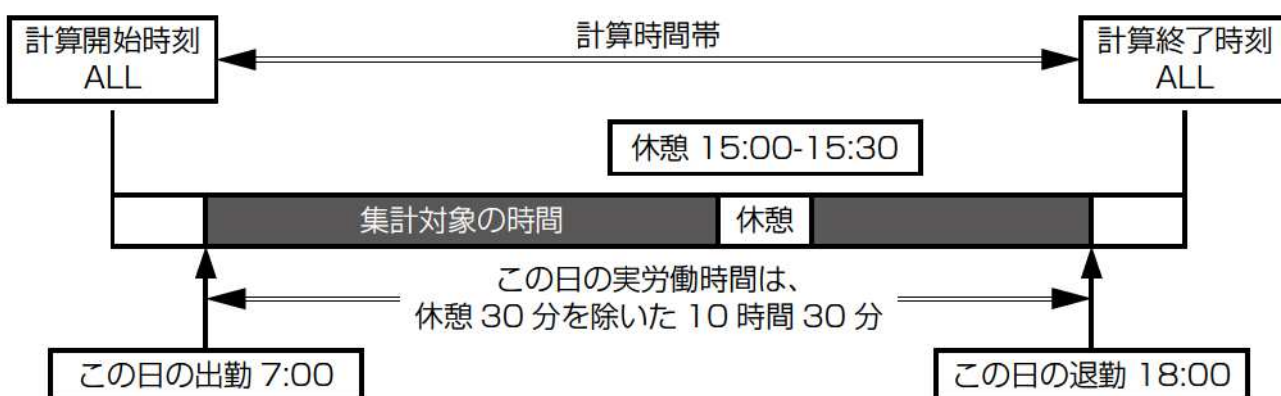 計算開始時刻
ALL
計算時間帯
計算終了時刻
ALL
休憩 15:00-15:30
集計対象の時間
休憩
この日の実労働時間は、
休憩 30 分を除いた 10 時間 30 分
この日の出勤 7:00
この日の退勤 18:00